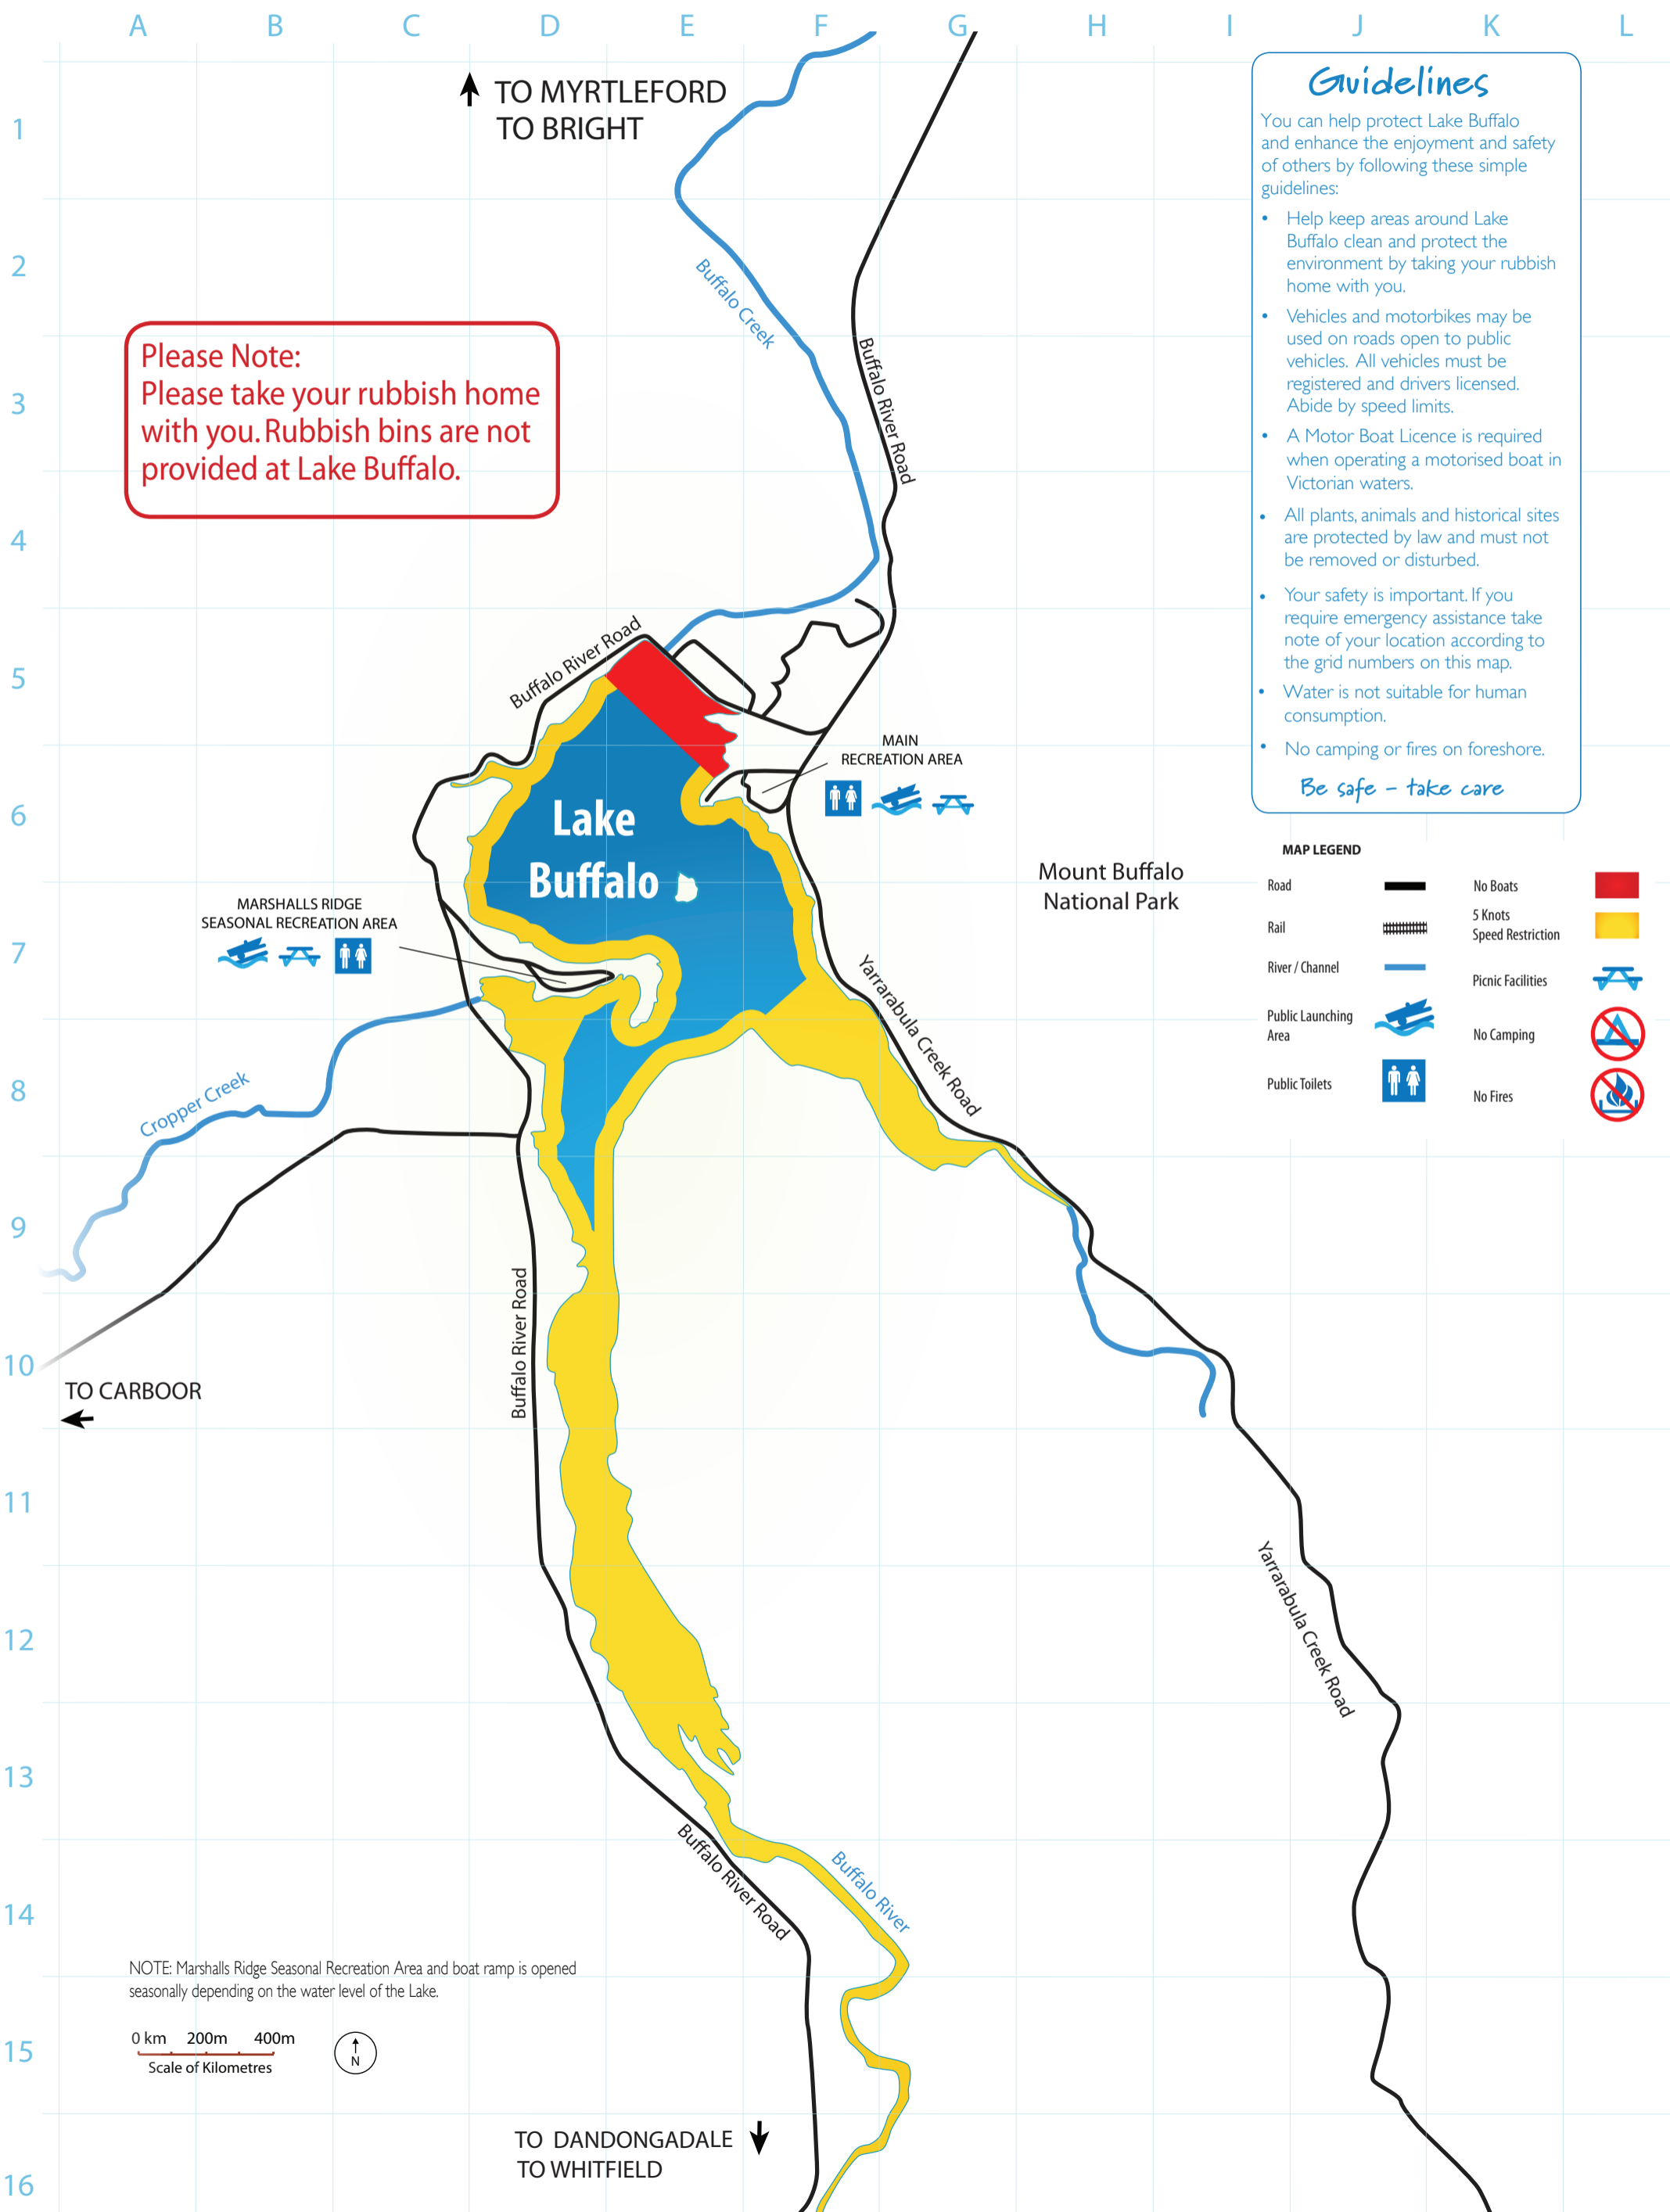 A B C D E F G H I J K L
1
2
3
4
5
6
7
8
9
10
11
12
13
14
15
16
TO MYRTLEFORD
TO BRIGHT
Buffalo Creek
Buffalo River Road
Please Note:
Please take your rubbish home
with you. Rubbish bins are not
provided at Lake Buffalo.
Guidelines
You can help protect Lake Buffalo
and enhance the enjoyment and safety
of others by following these simple
guidelines:
• Help keep areas around Lake
Buffalo clean and protect the
environment by taking your rubbish
home with you.
• Vehicles and motorbikes may be
used on roads open to public
vehicles. All vehicles must be
registered and drivers licensed.
Abide by speed limits.
• A Motor Boat Licence is required
when operating a motorised boat in
Victorian waters.
• All plants, animals and historical sites
are protected by law and must not
be removed or disturbed.
• Your safety is important. If you
require emergency assistance take
note of your location according to
the grid numbers on this map.
• Water is not suitable for human
consumption.
• No camping or fires on foreshore.
Be safe - take care
Buffalo River Road
MAIN
RECREATION AREA
Lake
Buffalo
Mount Buffalo
National Park
MARSHALLS RIDGE
SEASONAL RECREATION AREA
MAP LEGEND
Road
Rail
River / Channel
Public Launching
Area
Public Toilets
No Boats
5 Knots
Speed Restriction
Picnic Facilities
No Camping
No Fires
Yarrarabula Creek Road
Cropper Creek
Buffalo River Road
TO CARBOOR
Yarrarabula Creek Road
Buffalo River Road
Buffalo River
NOTE: Marshalls Ridge Seasonal Recreation Area and boat ramp is opened
seasonally depending on the water level of the Lake.
0 km 200m 400m
Scale of Kilometres
N
TO DANDONGADALE
TO WHITFIELD